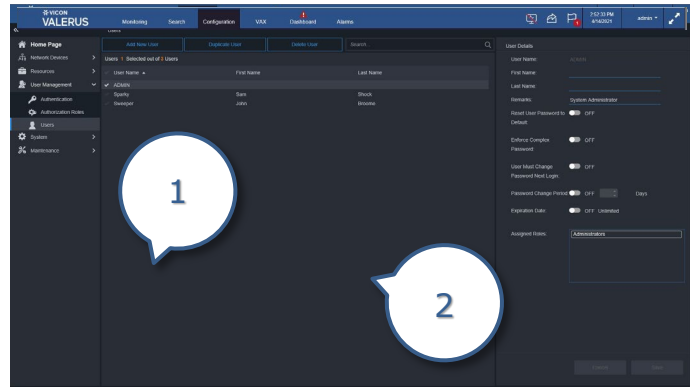 VICON
VALERUS
Monitoring Search Configuration VAX Dashboard Alarms
7:52:33 PM
4/14/2021
admin
Users
Home Page
Network Devices
Resources
User Management
Authentication
Authorization Roles
Users
System
Maintenance
Add New User Duplicate User Delete User Search...
Users 1 Selected out of 3 Users
User Name First Name Last Name
ADMIN
Sparky Sam Shock
Sweeper John Broome
1
2
User Details
User Name: ADMIN
First Name
Last Name
Remarks: System Administrator
Reset User Password to OFF
Default:
Enforce Complex OFF
Password:
User Must Change OFF
Password Next Login:
Password Change Period OFF Days
Expiration Date: OFF Unlimited
Assigned Roles: Administrators
Cancel Save